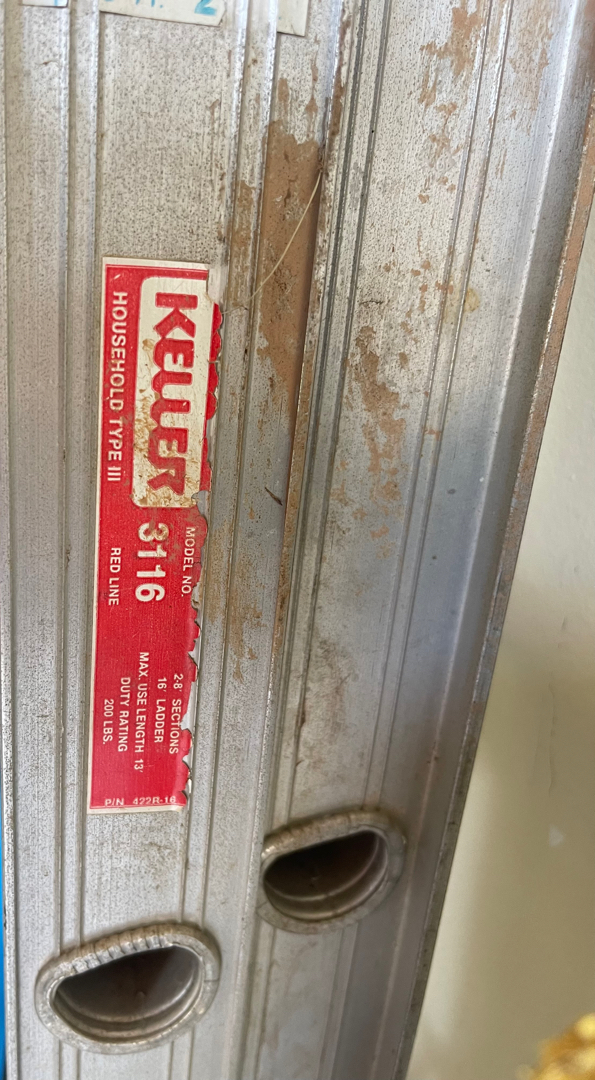 KELLER
HOUSEHOLD TYPE III
MODEL NO.
3116
RED LINE
2-8' SECTIONS
16' LADDER
MAX. USE LENGTH 13'
DUTY RATING
200 LBS.
P/N 422R-16
2